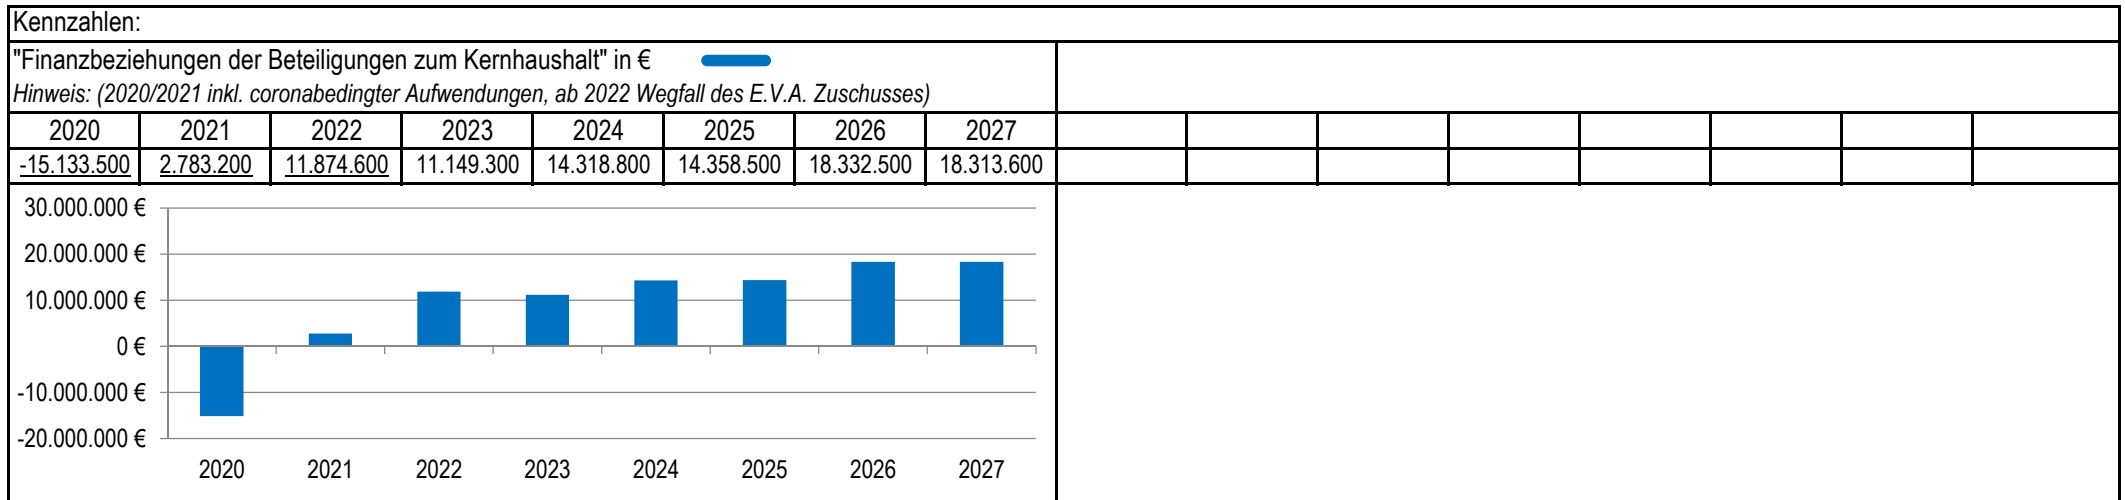 Kennzahlen:
"Finanzbeziehungen der Beteiligungen zum Kernhaushalt" in €
Hinweis: (2020/2021 inkl. coronabedingter Aufwendungen, ab 2022 Wegfall des E.V.A. Zuschusses)
2020 2021 2022 2023 2024 2025 2026 2027
-15.133.500 2.783.200 11.874.600 11.149.300 14.318.800 14.358.500 18.332.500 18.313.600
30.000.000 €
20.000.000 €
10.000.000 €
0 €
-10.000.000 €
-20.000.000 €
2020 2021 2022 2023 2024 2025 2026 2027